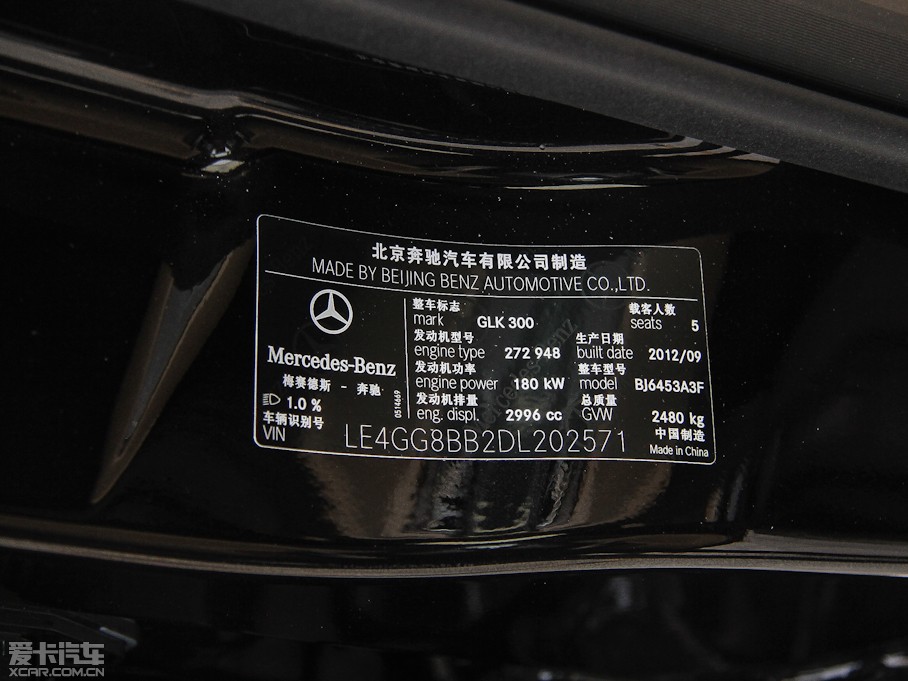 北京奔驰汽车有限公司制造
MADE BY BEIJING BENZ AUTOMOTIVE CO.,LTD.
整车标志
mark GLK 300
载客人数
seats 5
发动机型号
engine type 272 948
生产日期
built date 2012/09
发动机功率
engine power 180 kW
整车型号
model BJ6453A3F
发动机排量
eng. displ. 2996 cc
总质量
GVW 2480 kg
Mercedes-Benz
梅赛德斯 - 奔驰
1.0 %
0514669
车辆识别号
VIN LE4GG8BB2DL202571
中国制造
Made in China
爱卡汽车
XCAR.COM.CN